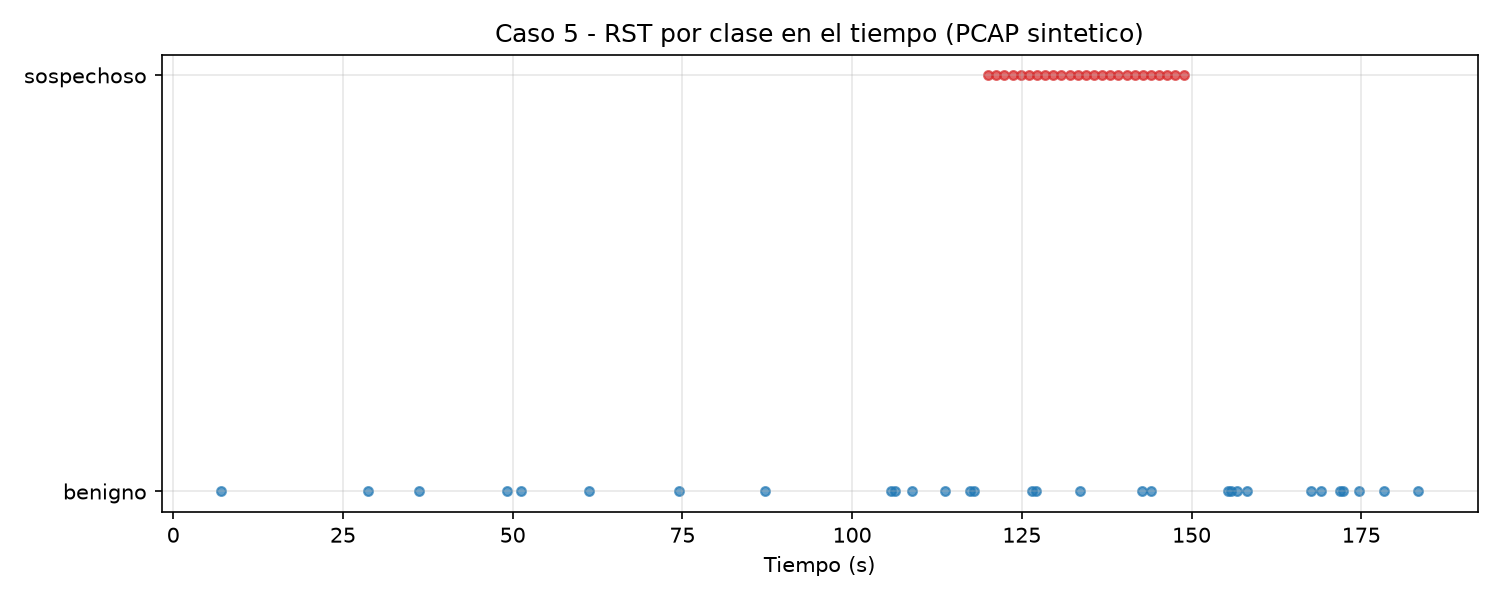 Caso 5 - RST por clase en el tiempo (PCAP sintetico)
sospechoso
benigno
0 25 50 75 100 125 150 175
Tiempo (s)